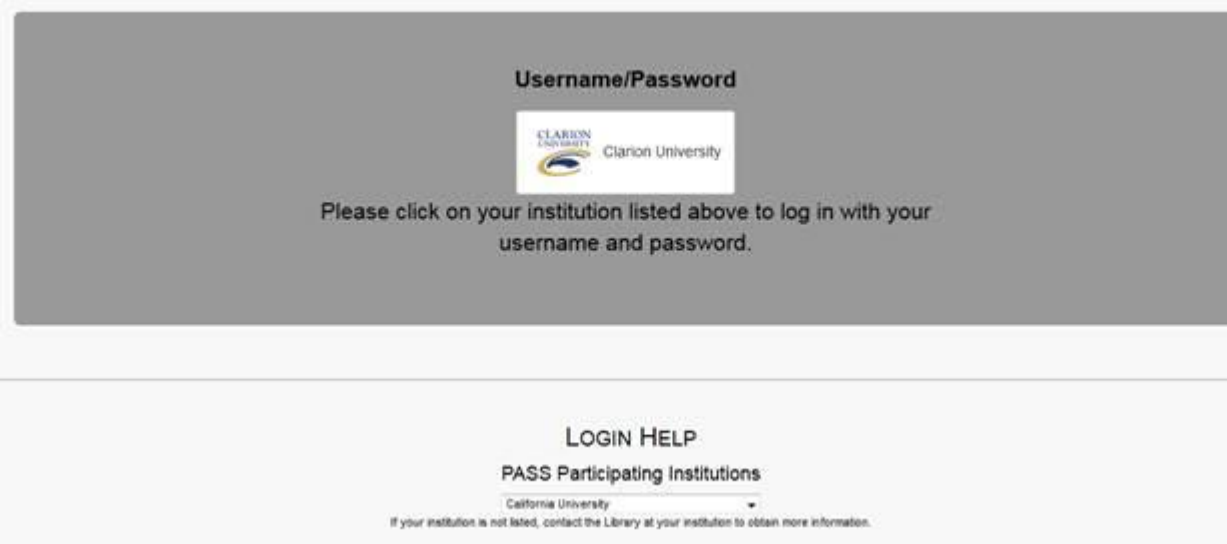 Username/Password
CLARION
UNIVERSITY
Clarion University
Please click on your institution listed above to log in with your
username and password.
LOGIN HELP
PASS Participating Institutions
California University
If your institution is not listed, contact the Library at your institution to obtain more information.